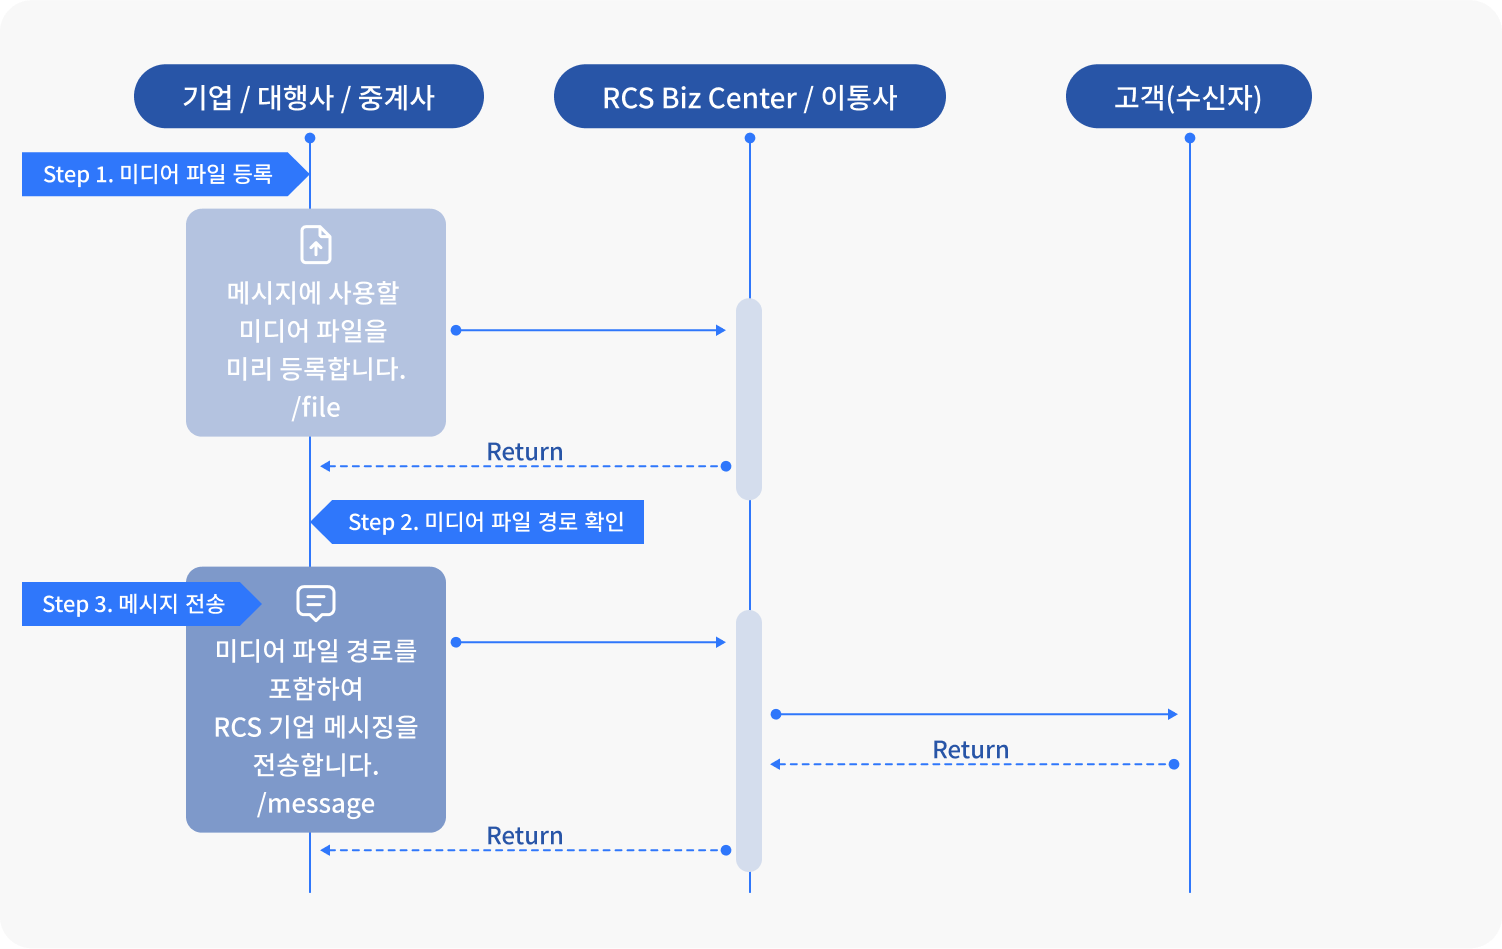 기업 / 대행사 / 중계사
RCS Biz Center / 이통사
고객(수신자)
Step 1. 미디어 파일 등록
메시지에 사용할
미디어 파일을
미리 등록합니다.
/file
Return
Step 2. 미디어 파일 경로 확인
Step 3. 메시지 전송
미디어 파일 경로를
포함하여
RCS 기업 메시징을
전송합니다.
/message
Return
Return